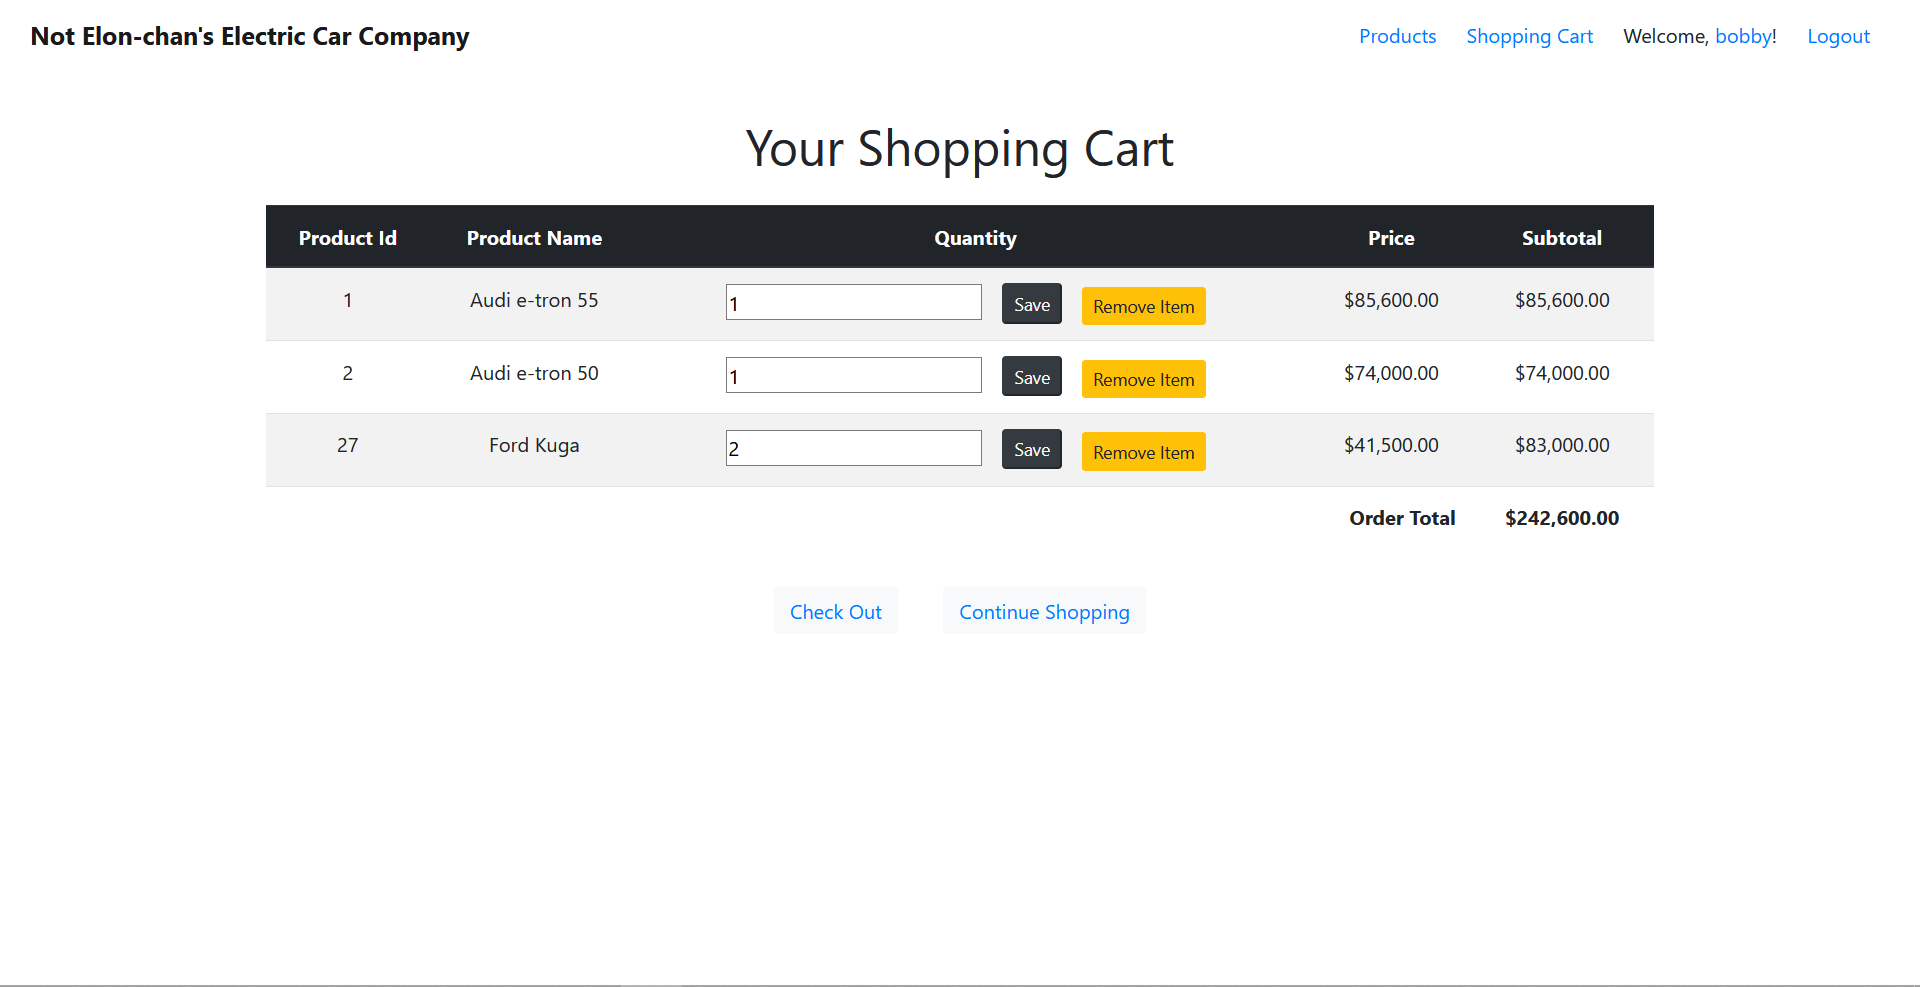 Not Elon-chan's Electric Car Company Products Shopping Cart Welcome, bobby! Logout
Your Shopping Cart
Product Id Product Name Quantity Price Subtotal
1 Audi e-tron 55 1 Save Remove Item $85,600.00 $85,600.00
2 Audi e-tron 50 1 Save Remove Item $74,000.00 $74,000.00
27 Ford Kuga 2 Save Remove Item $41,500.00 $83,000.00
Order Total $242,600.00
Check Out Continue Shopping